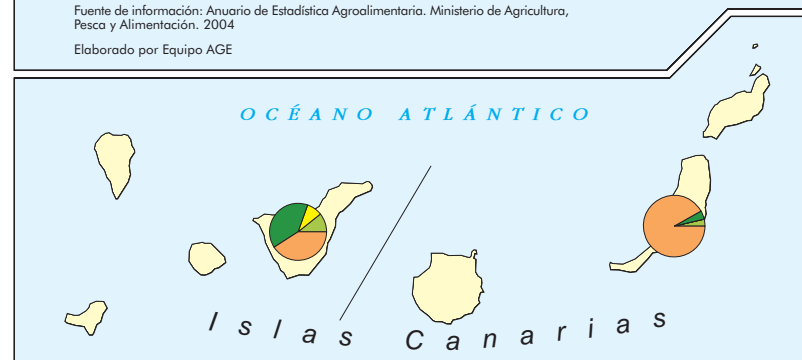 Fuente de información: Anuario de Estadística Agroalimentaria. Ministerio de Agricultura,
Pesca y Alimentación. 2004
Elaborado por Equipo AGE
OCÉANO ATLÁNTICO
Islas Canarias